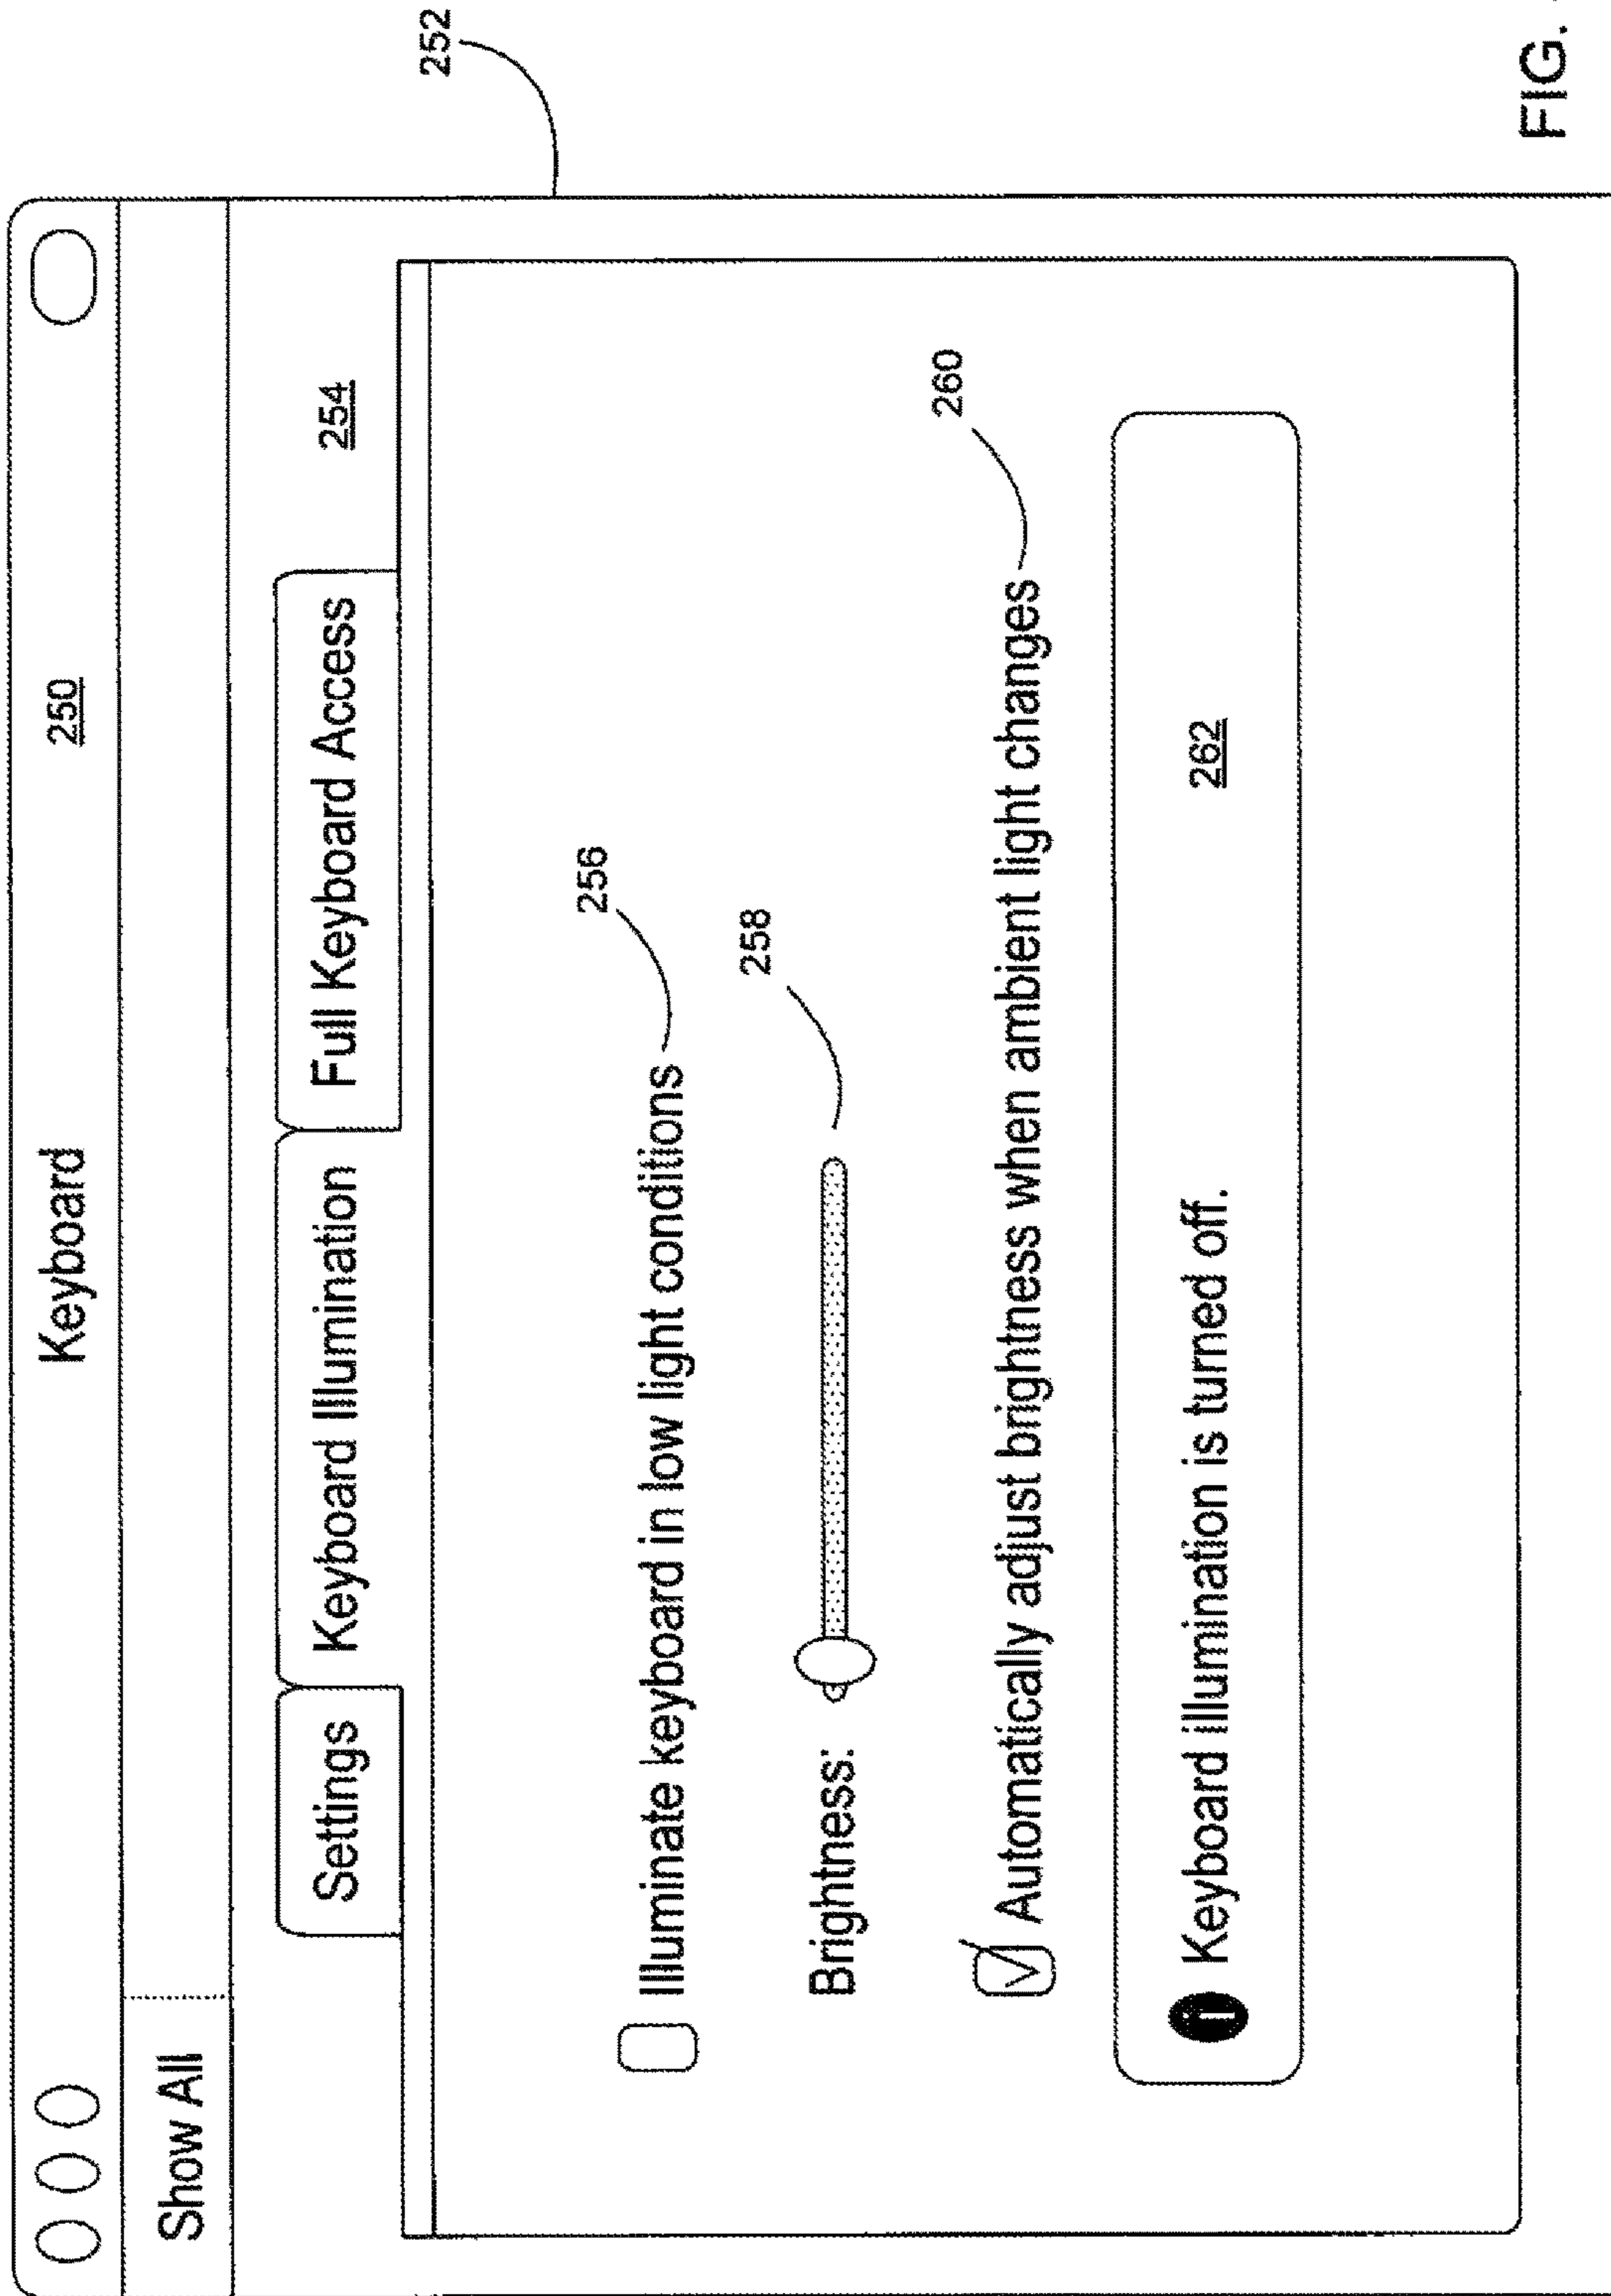 Keyboard 250
252
Show All
Settings Keyboard Illumination Full Keyboard Access 254
Illuminate keyboard in low light conditions 256
Brightness: 258
Automatically adjust brightness when ambient light changes 260
i Keyboard illumination is turned off. 262
FIG.